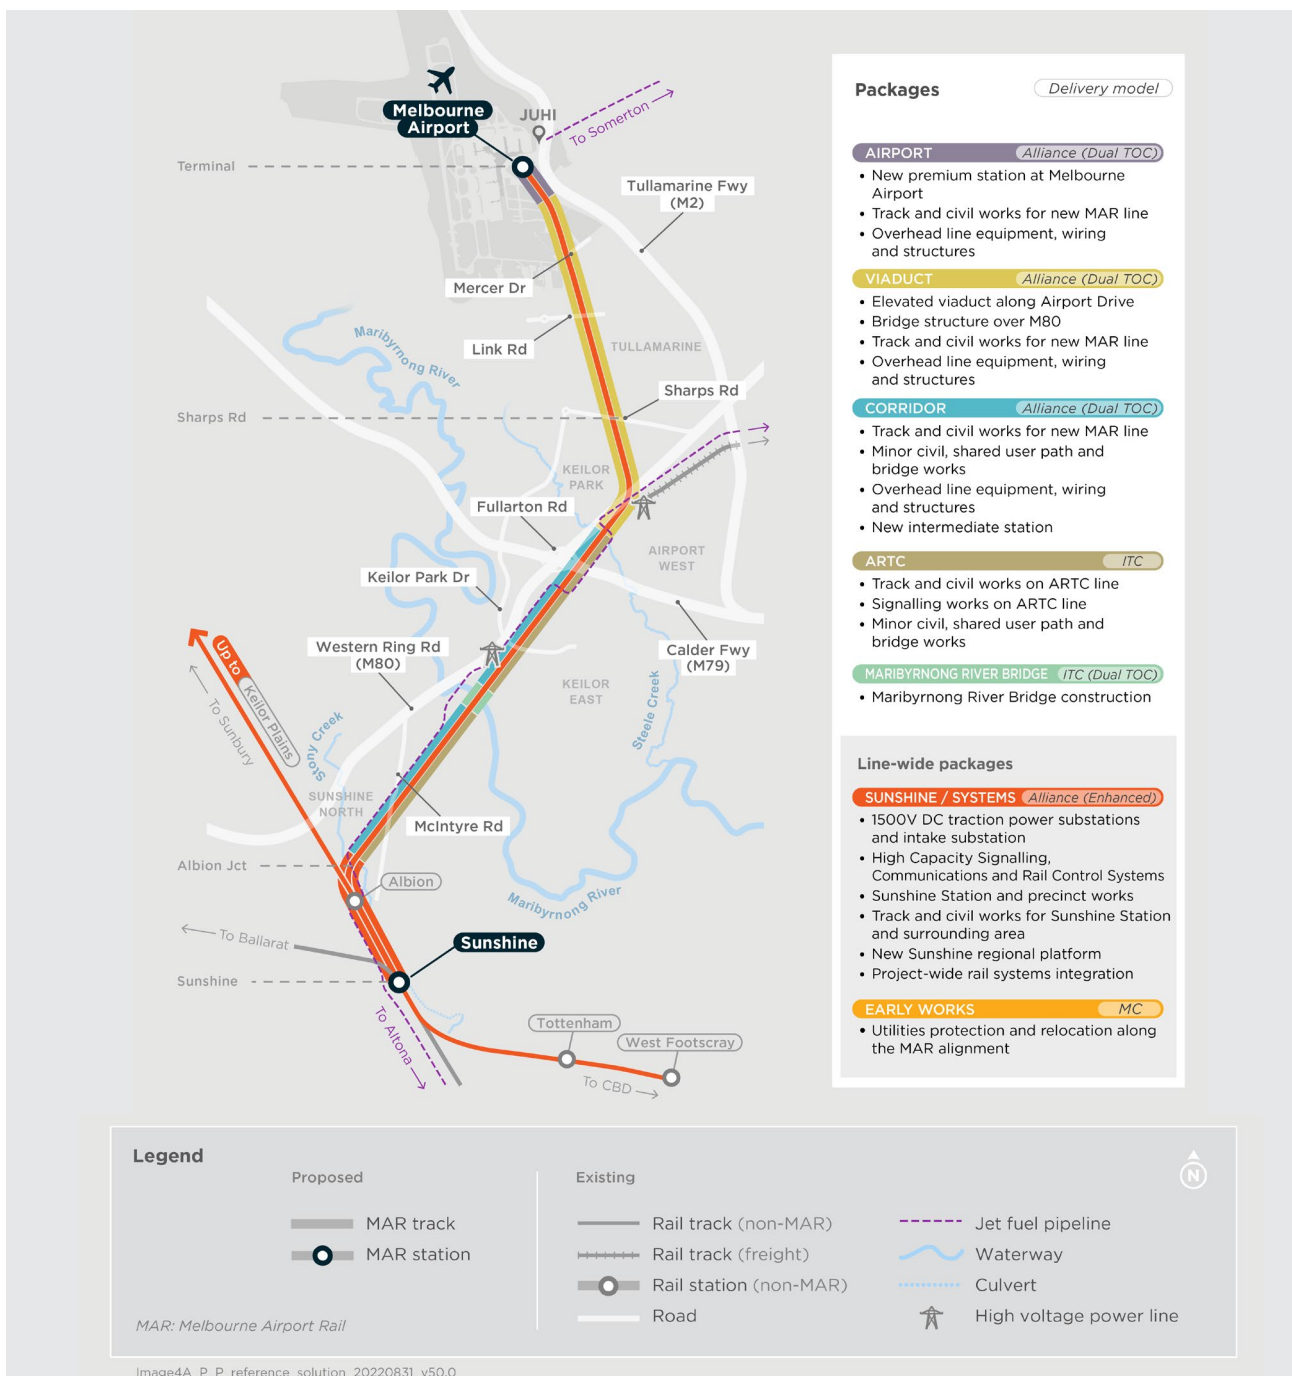 Melbourne
Airport
JUHI
To Somerton
Terminal
Tullamarine Fwy
(M2)
Mercer Dr
Maribyrnong River
Link Rd
TULLAMARINE
Sharps Rd
Sharps Rd
KEILOR
PARK
Fullarton Rd
AIRPORT
WEST
Keilor Park Dr
Western Ring Rd
(M80)
Calder Fwy
(M79)
Up to
Keilor Plains
To Sunbury
Stony Creek
KEILOR
EAST
Steele Creek
SUNSHINE
NORTH
McIntyre Rd
Albion Jct
Albion
Maribyrnong River
To Ballarat
Sunshine
Sunshine
To Altona
Tottenham
West Footscray
To CBD
Packages
Delivery model
AIRPORT Alliance (Dual TOC)
• New premium station at Melbourne
Airport
• Track and civil works for new MAR line
• Overhead line equipment, wiring
and structures
VIADUCT Alliance (Dual TOC)
• Elevated viaduct along Airport Drive
• Bridge structure over M80
• Track and civil works for new MAR line
• Overhead line equipment, wiring
and structures
CORRIDOR Alliance (Dual TOC)
• Track and civil works for new MAR line
• Minor civil, shared user path and
bridge works
• Overhead line equipment, wiring
and structures
• New intermediate station
ARTC ITC
• Track and civil works on ARTC line
• Signalling works on ARTC line
• Minor civil, shared user path and
bridge works
MARIBYRNONG RIVER BRIDGE ITC (Dual TOC)
• Maribyrnong River Bridge construction
Line-wide packages
SUNSHINE / SYSTEMS Alliance (Enhanced)
• 1500V DC traction power substations
and intake substation
• High Capacity Signalling,
Communications and Rail Control Systems
• Sunshine Station and precinct works
• Track and civil works for Sunshine Station
and surrounding area
• New Sunshine regional platform
• Project-wide rail systems integration
EARLY WORKS MC
• Utilities protection and relocation along
the MAR alignment
Legend
Proposed
MAR track
MAR station
MAR: Melbourne Airport Rail
Existing
Rail track (non-MAR)
Rail track (freight)
Rail station (non-MAR)
Road
Jet fuel pipeline
Waterway
Culvert
High voltage power line
N
Image4A_P_P_reference_solution_20220831_v50.0